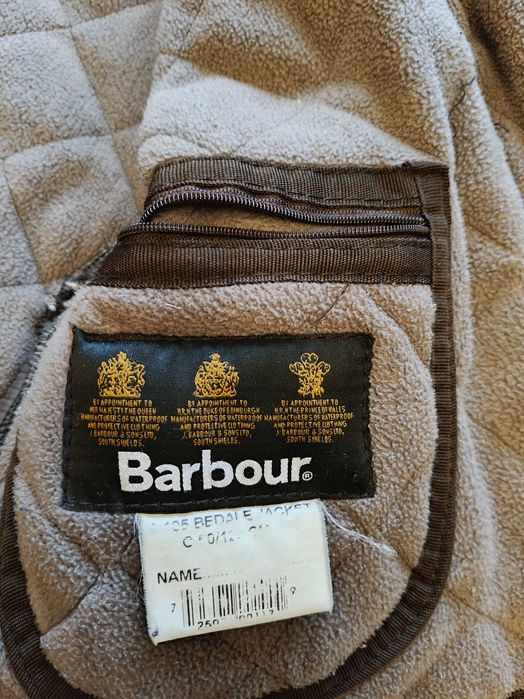 BY APPOINTMENT TO
H.R.MAJESTY THE QUEEN
MANUFACTURERS OF WATERPROOF
AND PROTECTIVE CLOTHING
J.BARBOUR & SONS LTD,
SOUTH SHIELDS.
BY APPOINTMENT TO
H.R.H THE DUKE OF EDINBURGH
MANUFACTURERS OF WATERPROOF
AND PROTECTIVE CLOTHING
J.BARBOUR & SONS LTD,
SOUTH SHIELDS.
BY APPOINTMENT TO
H.R.H THE PRINCE OF WALES
MANUFACTURERS OF WATERPROOF
AND PROTECTIVE CLOTHING
J.BARBOUR & SONS LTD,
SOUTH SHIELDS.
Barbour®
BEDALE JACKET
NAME
7
9